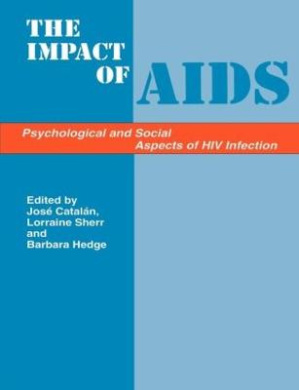 THE
IMPACT
OF
AIDS
Psychological and Social
Aspects of HIV Infection
Edited by
José Catalán,
Lorraine Sherr
and
Barbara Hedge